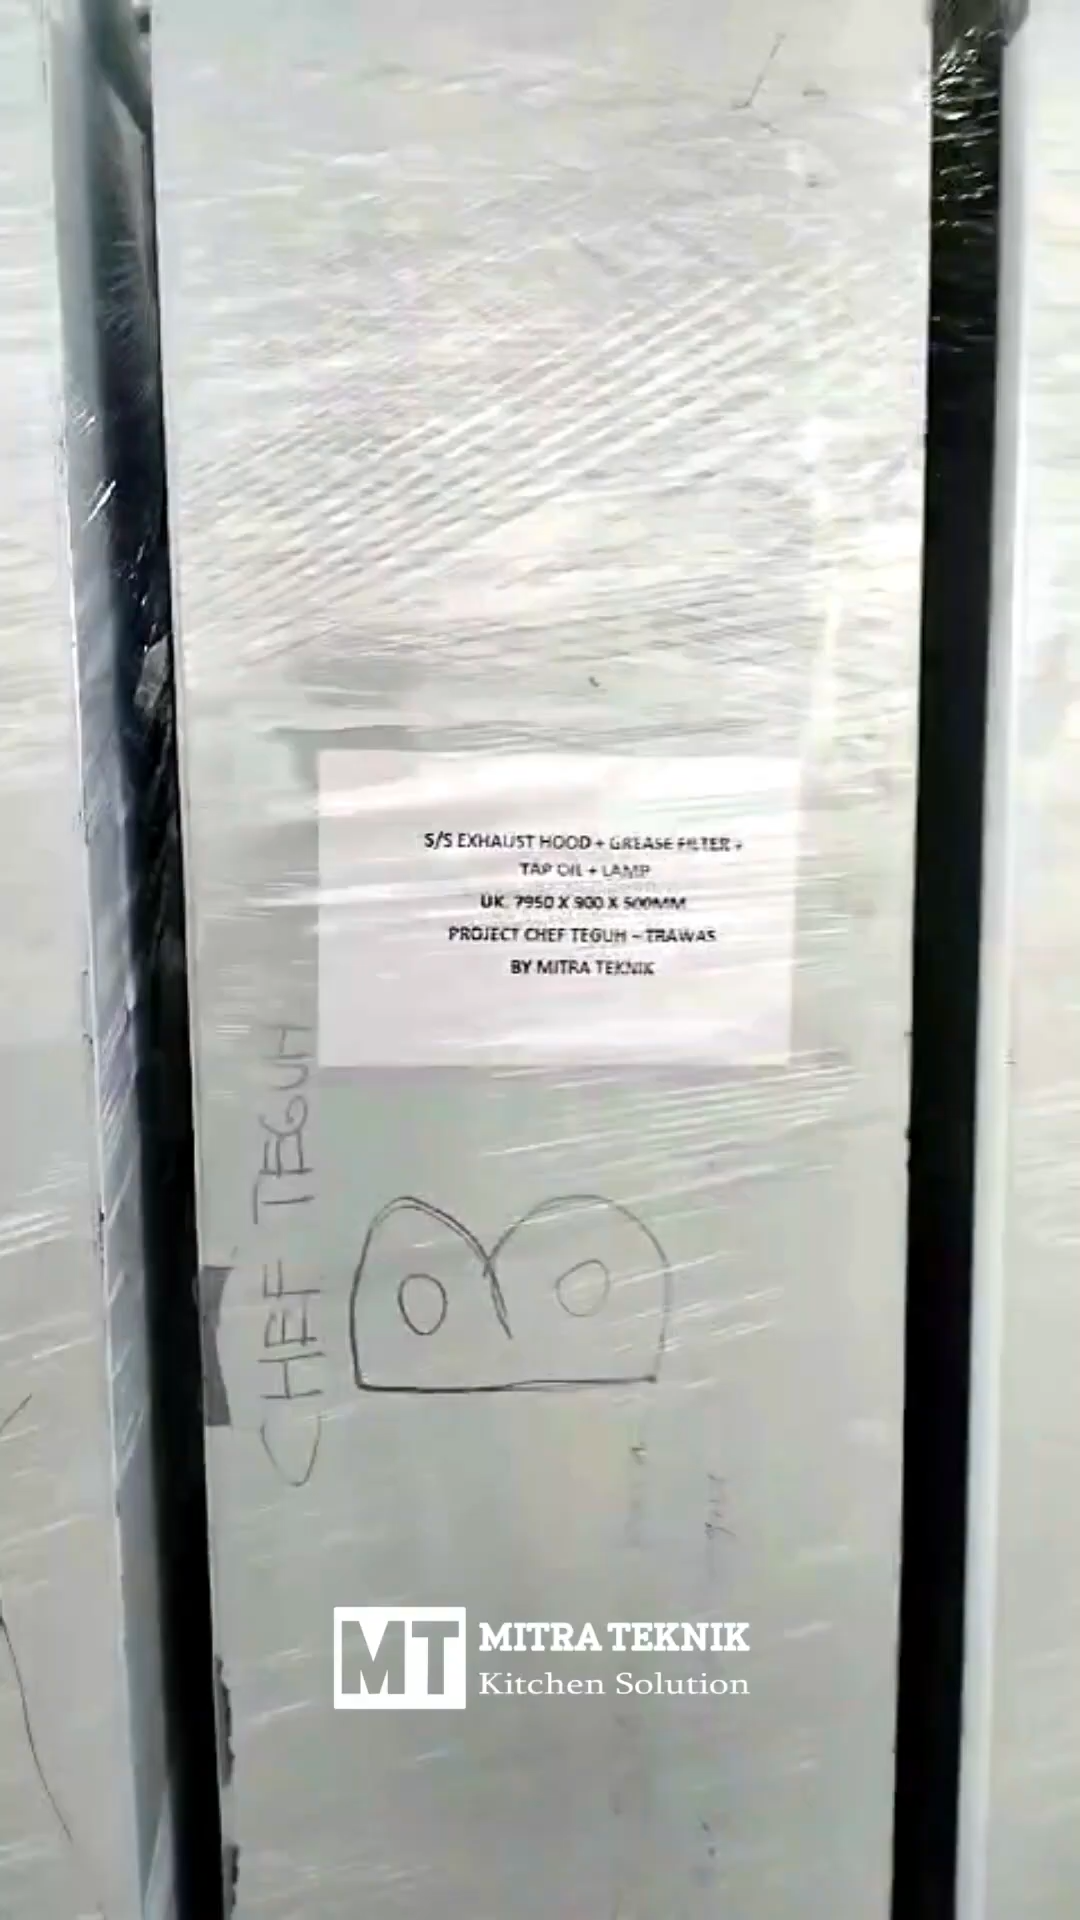 S/S EXHAUST HOOD + GREASE FILTER +
TAP OIL + LAMP
UK. 7950 X 900 X 500MM
PROJECT CHEF TEGUH – TRAWAS
BY MITRA TEKNIK
CHEF TEGUH
B
MT MITRA TEKNIK
Kitchen Solution